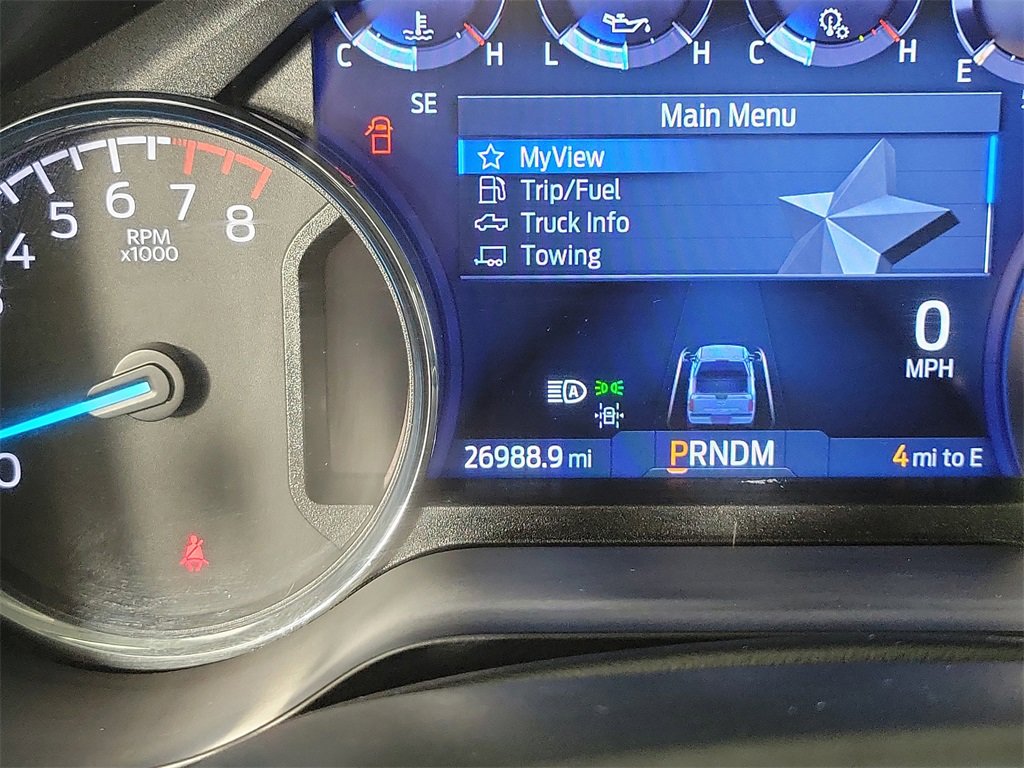 C H
L H
C H
E
SE
Main Menu
MyView
Trip/Fuel
Truck Info
Towing
4 5 6 7 8
RPM
x1000
0
0
MPH
A
26988.9 mi
PRNDM
4 mi to E